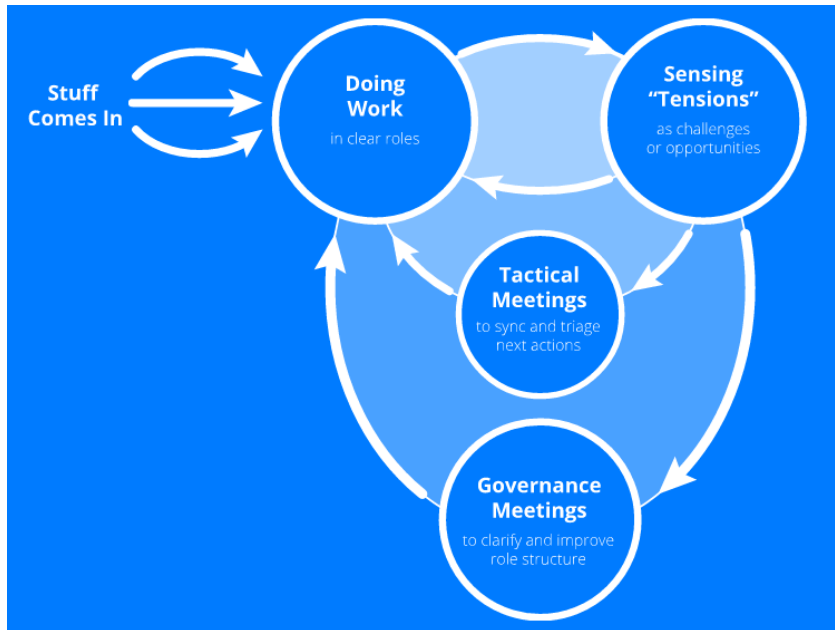 Stuff
Comes In
Doing
Work
in clear roles
Sensing
“Tensions”
as challenges
or opportunities
Tactical
Meetings
to sync and triage
next actions
Governance
Meetings
to clarify and improve
role structure